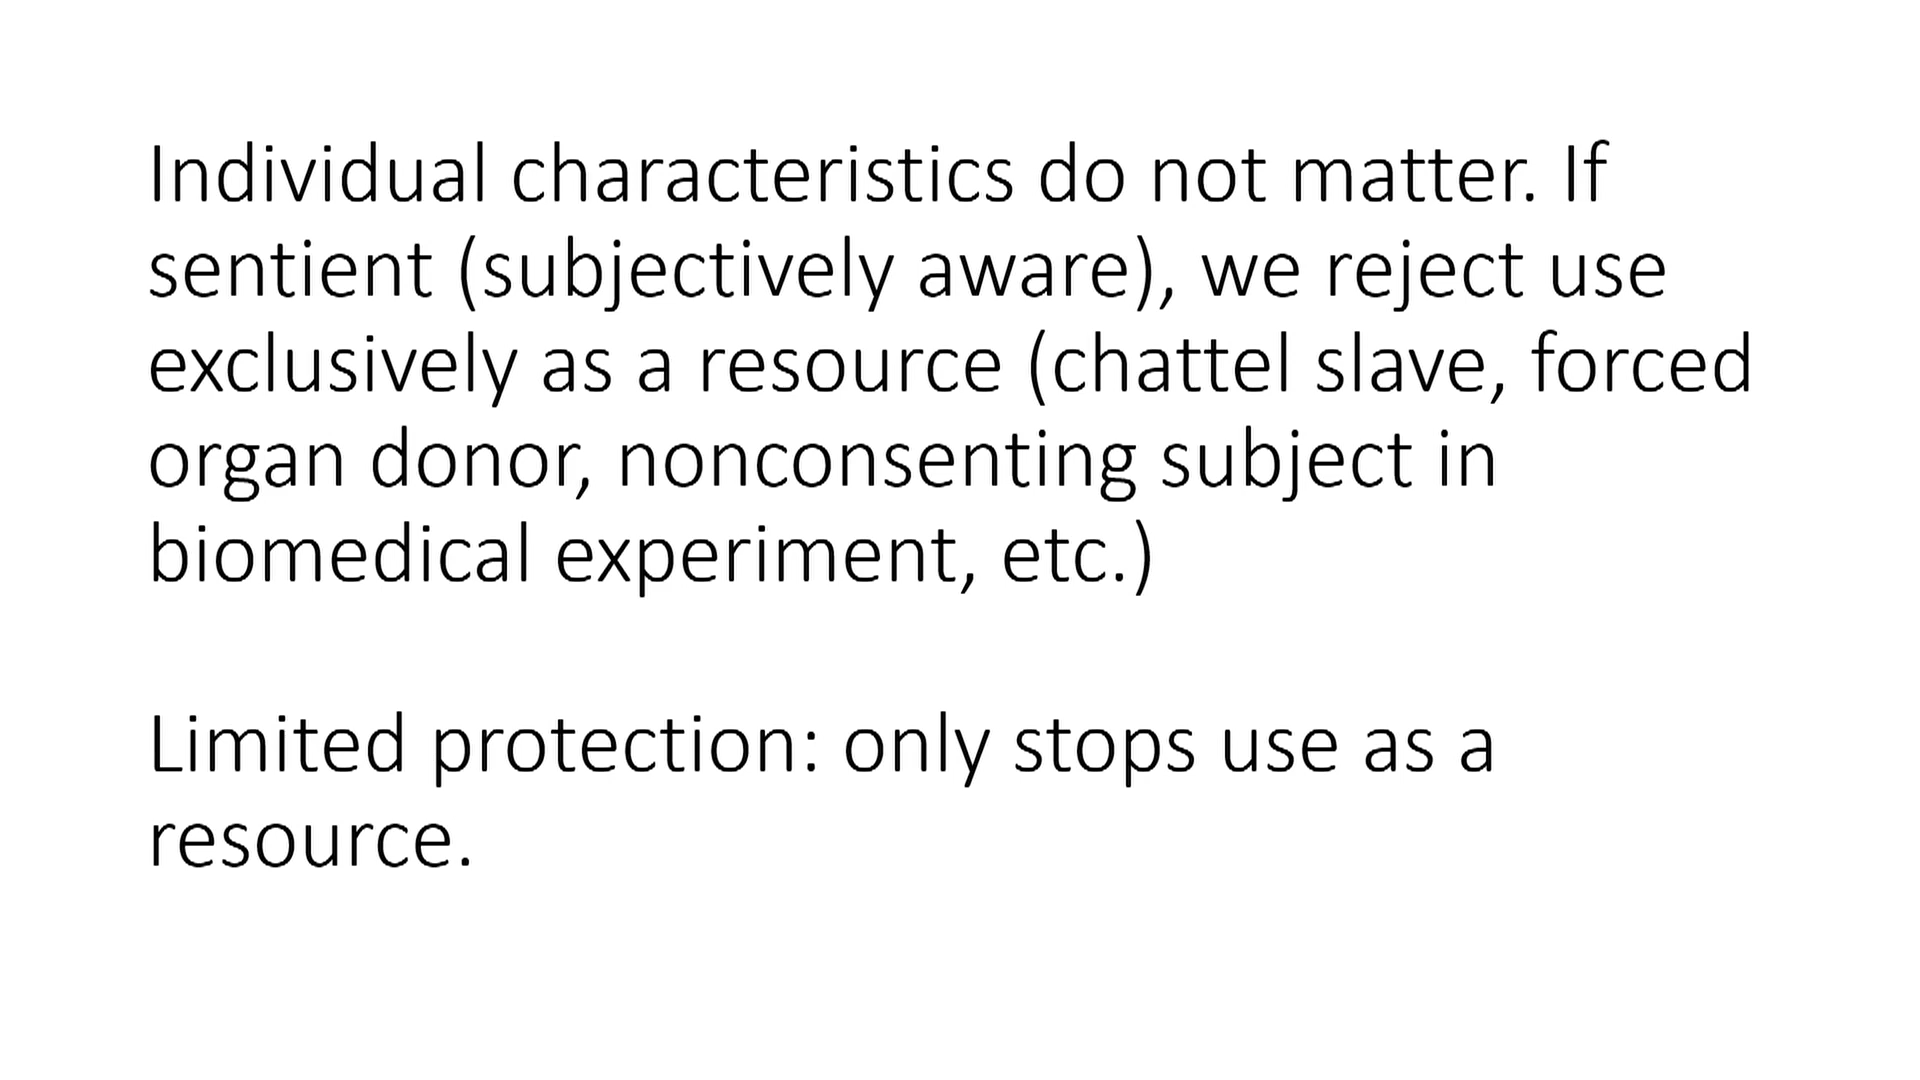 Individual characteristics do not matter. If
sentient (subjectively aware), we reject use
exclusively as a resource (chattel slave, forced
organ donor, nonconsenting subject in
biomedical experiment, etc.)
Limited protection: only stops use as a
resource.